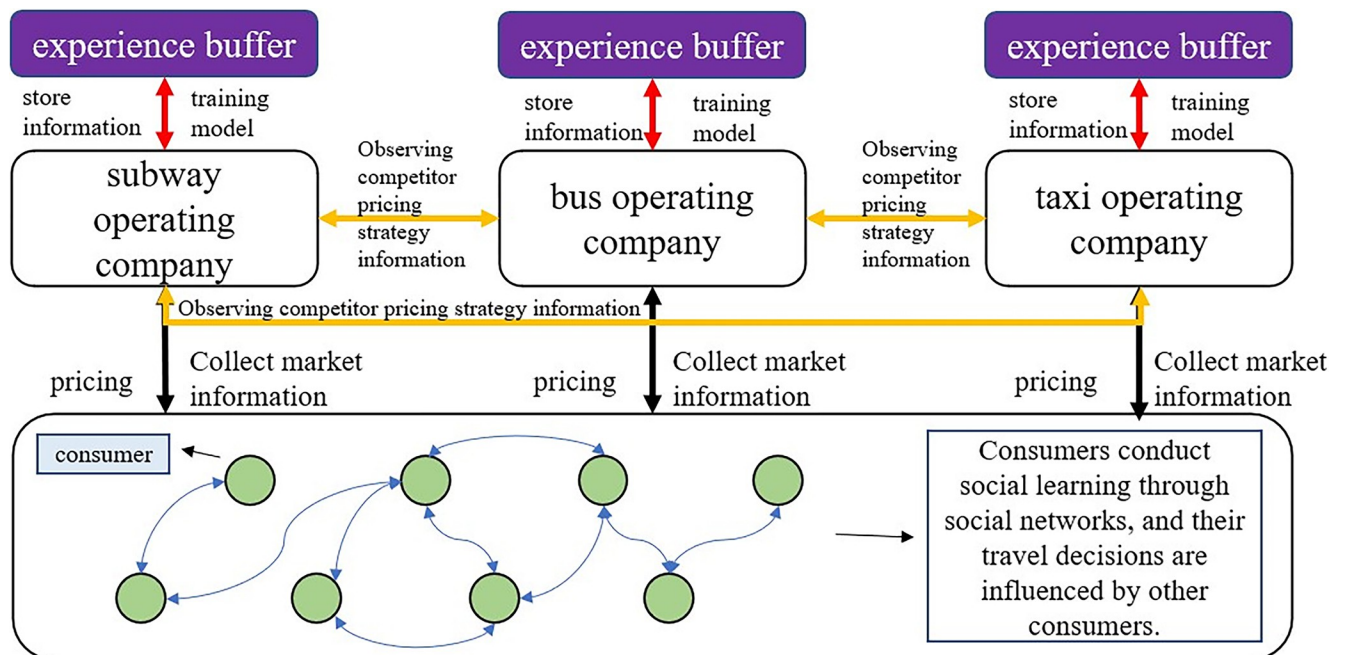 experience buffer
experience buffer
experience buffer
store
information
training
model
store
information
training
model
store
information
training
model
subway
operating
company
Observing
competitor
pricing
strategy
information
bus operating
company
Observing
competitor
pricing
strategy
information
taxi operating
company
Observing competitor pricing strategy information
pricing
Collect market
information
pricing
Collect market
information
pricing
Collect market
information
consumer
Consumers conduct
social learning through
social networks, and their
travel decisions are
influenced by other
consumers.